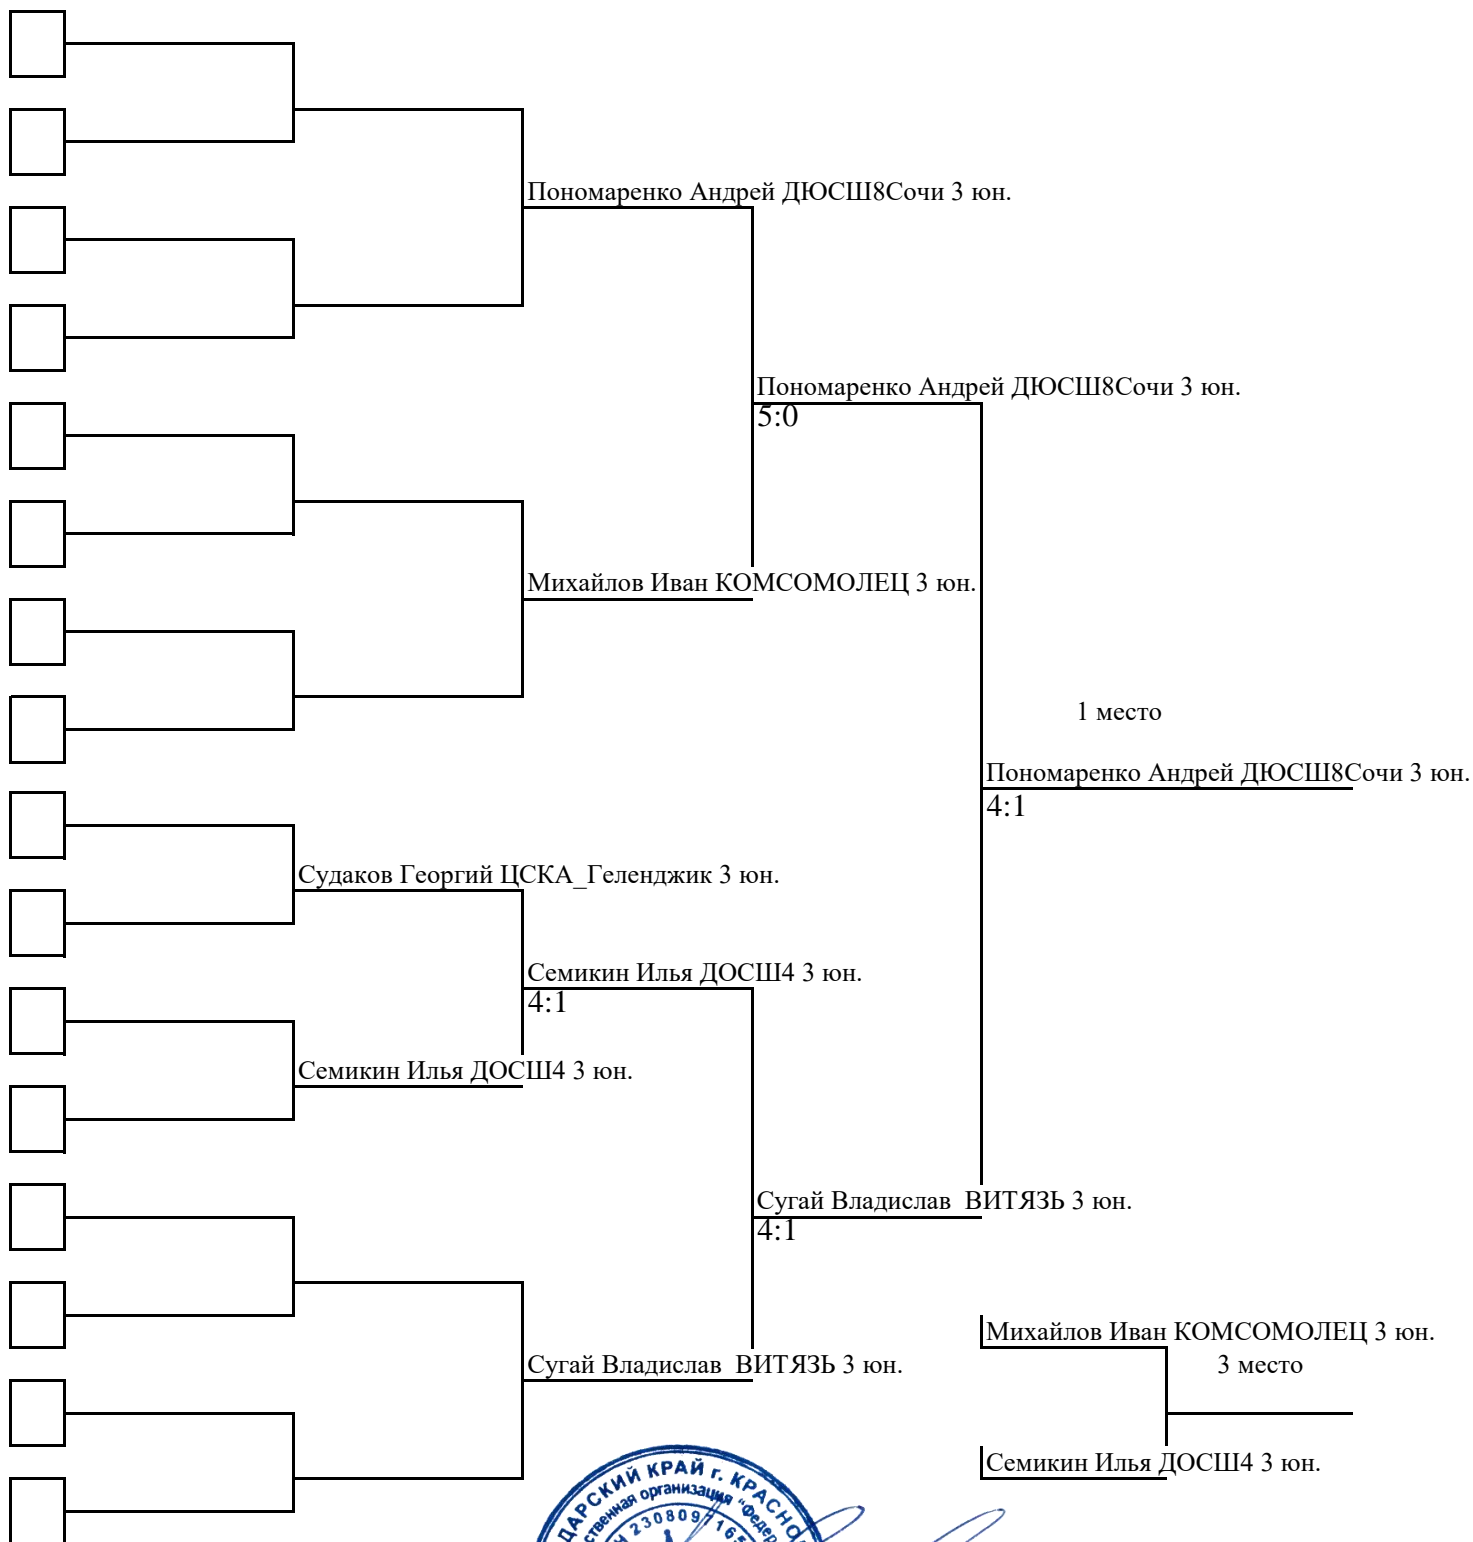 Пономаренко Андрей ДЮСШ8Сочи 3 юн.
Пономаренко Андрей ДЮСШ8Сочи 3 юн.
5:0
Михайлов Иван КОМСОМОЛЕЦ 3 юн.
1 место
Пономаренко Андрей ДЮСШ8Сочи 3 юн.
4:1
Судаков Георгий ЦСКА_Геленджик 3 юн.
Семикин Илья ДОСШ4 3 юн.
4:1
Семикин Илья ДОСШ4 3 юн.
Сугай Владислав  ВИТЯЗЬ 3 юн.
4:1
Михайлов Иван КОМСОМОЛЕЦ 3 юн.
Сугай Владислав  ВИТЯЗЬ 3 юн.
3 место
Семикин Илья ДОСШ4 3 юн.
КРАЙ г.
организация